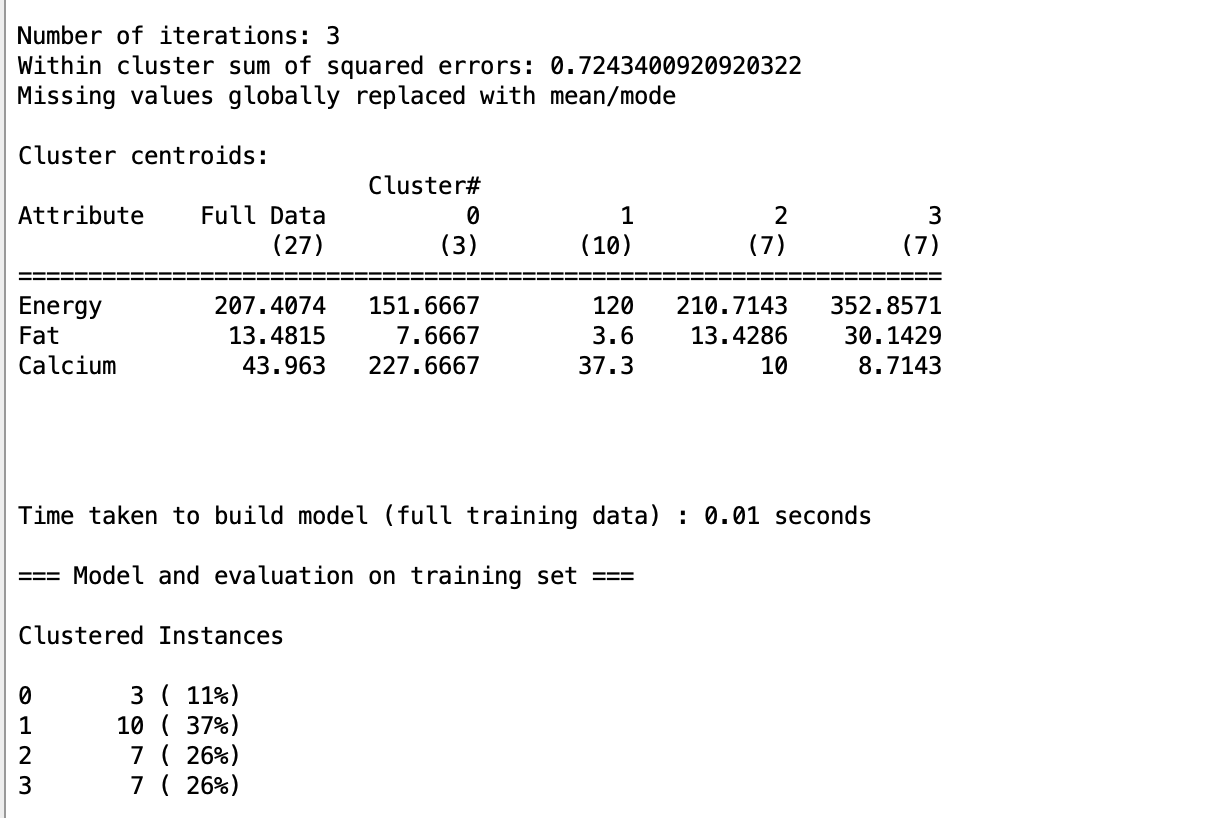 Number of iterations: 3
Within cluster sum of squared errors: 0.7243400920920322
Missing values globally replaced with mean/mode
Cluster centroids:
Cluster#
Attribute    Full Data          0          1          2          3
(27)        (3)       (10)        (7)        (7)
==================================================================
Energy        207.4074   151.6667        120   210.7143   352.8571
Fat            13.4815     7.6667        3.6    13.4286    30.1429
Calcium         43.963   227.6667       37.3         10     8.7143
Time taken to build model (full training data) : 0.01 seconds
=== Model and evaluation on training set ===
Clustered Instances
0       3 ( 11%)
1      10 ( 37%)
2       7 ( 26%)
3       7 ( 26%)